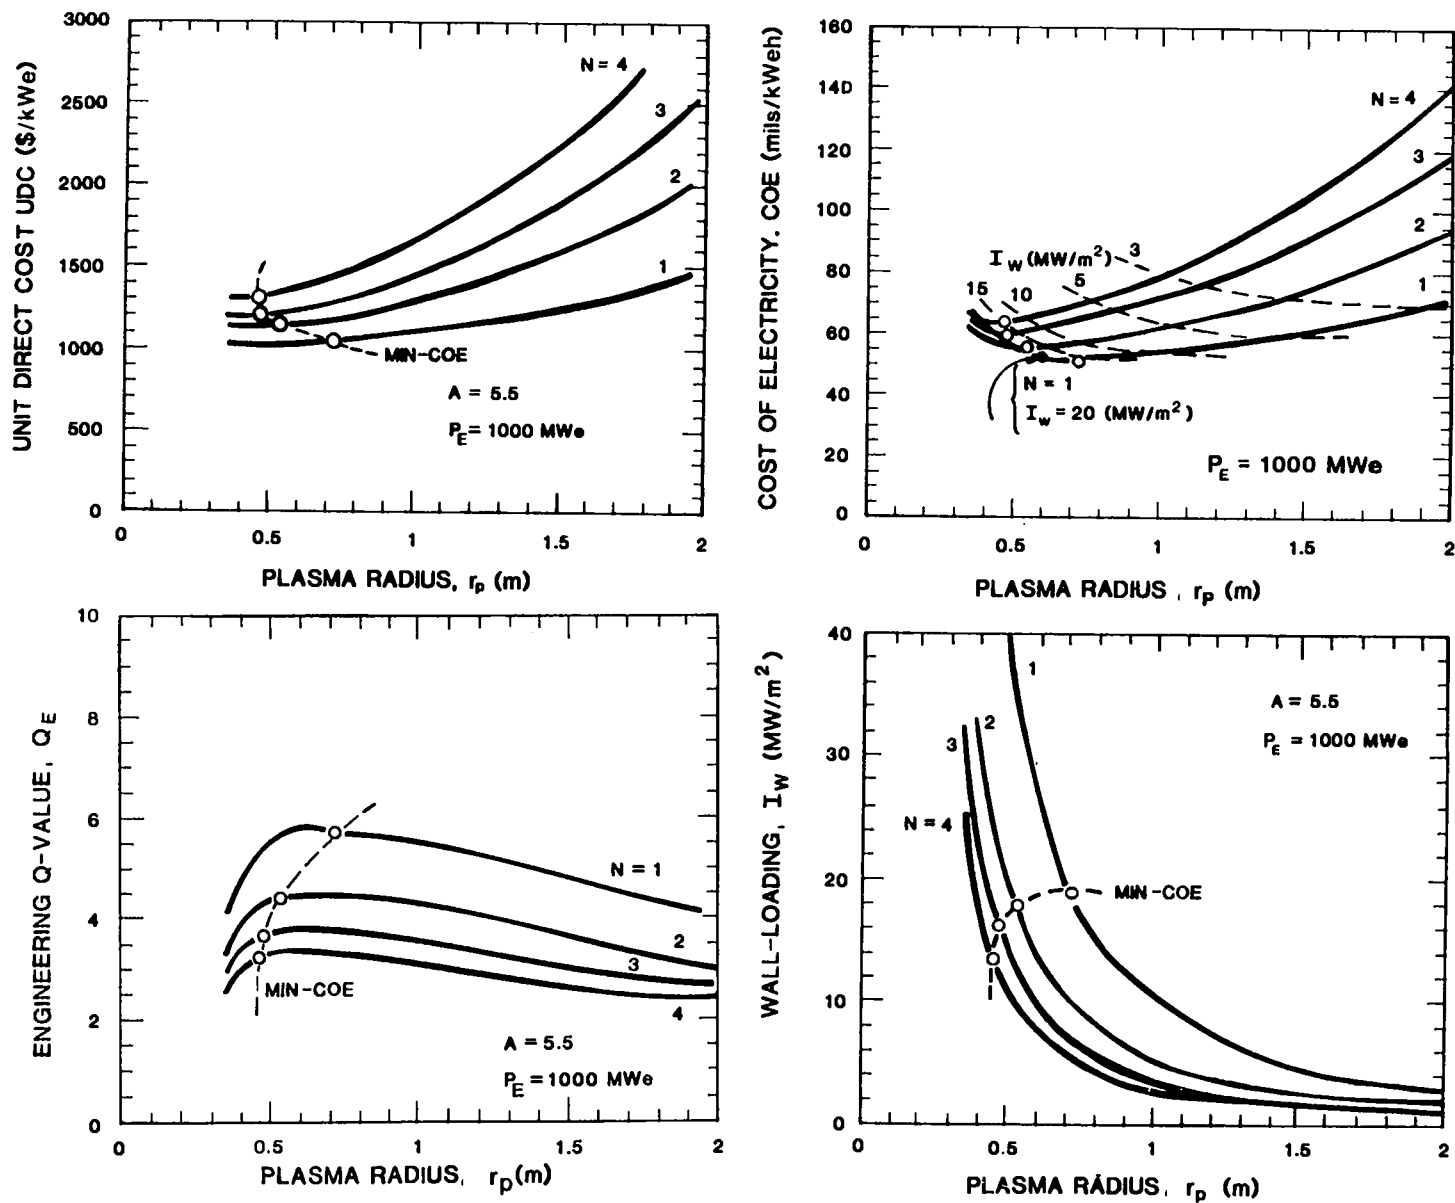 UNIT DIRECT COST UDC ($/kWe)
3000
2500
2000
1500
1000
500
0
N = 4
3
2
1
MIN-COE
A = 5.5
P_E = 1000 MWe
0 0.5 1 1.5 2
PLASMA RADIUS, r_p (m)
COST OF ELECTRICITY, COE (mils/kWeh)
160
140
120
100
80
60
40
20
0
N = 4
3
2
1
I_W (MW/m²)
3
5
10
15
N = 1
I_W = 20 (MW/m²)
P_E = 1000 MWe
0 0.5 1 1.5 2
PLASMA RADIUS, r_p (m)
ENGINEERING Q-VALUE, Q_E
10
8
6
4
2
0
N = 1
2
3
4
MIN-COE
A = 5.5
P_E = 1000 MWe
0 0.5 1 1.5 2
PLASMA RADIUS, r_p (m)
WALL-LOADING, I_W (MW/m²)
40
30
20
10
0
1
2
3
N = 4
A = 5.5
P_E = 1000 MWe
MIN-COE
0 0.5 1 1.5 2
PLASMA RADIUS, r_p (m)